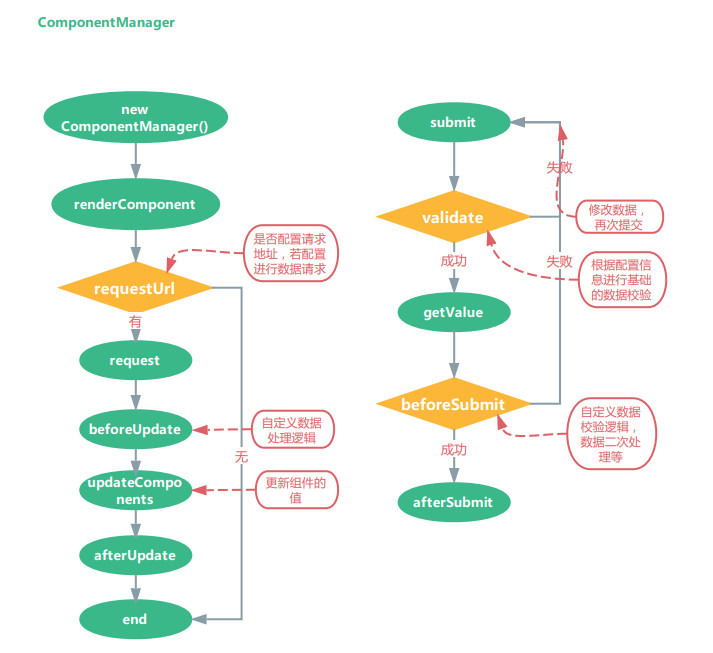 ComponentManager
new
ComponentManager()
renderComponent
是否配置请求
地址，若配置
进行数据请求
requestUrl
有
request
beforeUpdate
自定义数据
处理逻辑
无
updateCompo
nents
更新组件的
值
afterUpdate
end
submit
失败
修改数据，
再次提交
validate
成功
失败
根据配置信
息进行基础
的数据校验
getValue
beforeSubmit
自定义数据
校验逻辑，
数据二次处
理等
成功
afterSubmit